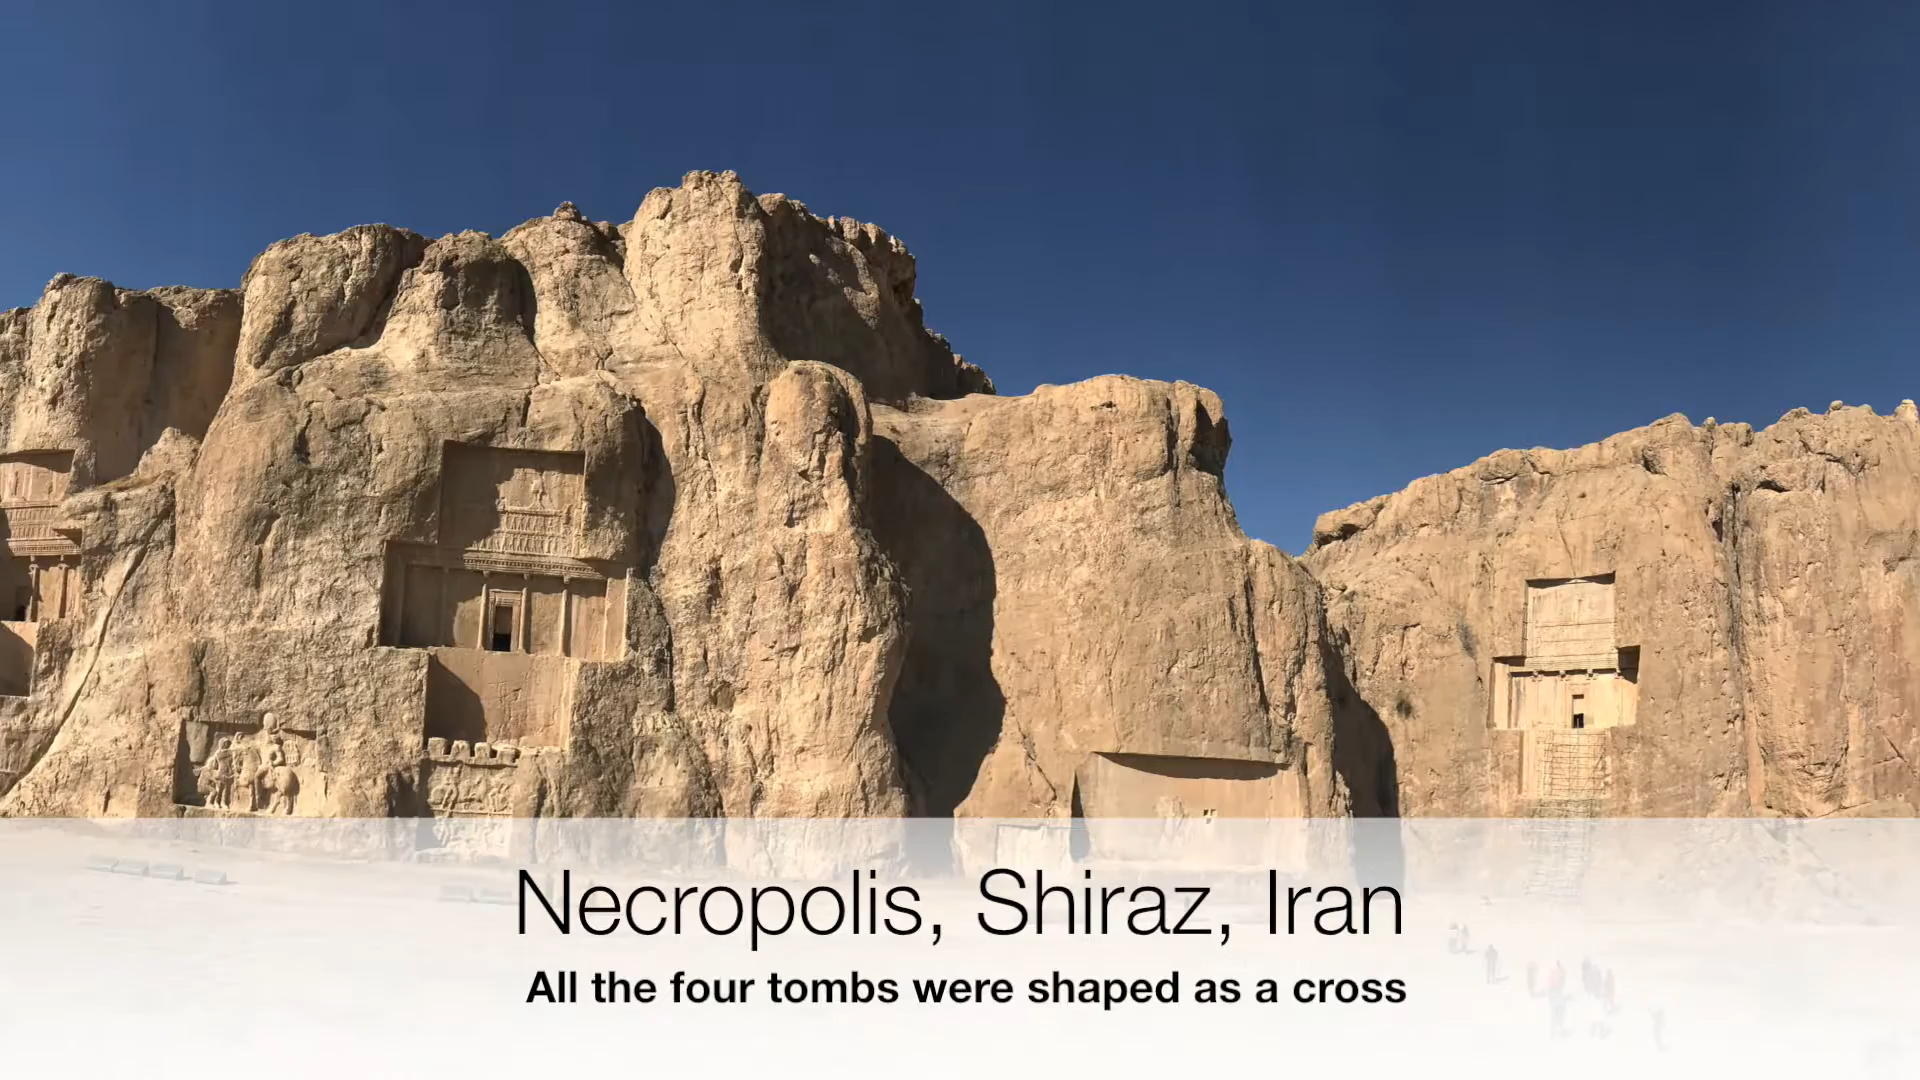 Necropolis, Shiraz, Iran
All the four tombs were shaped as a cross